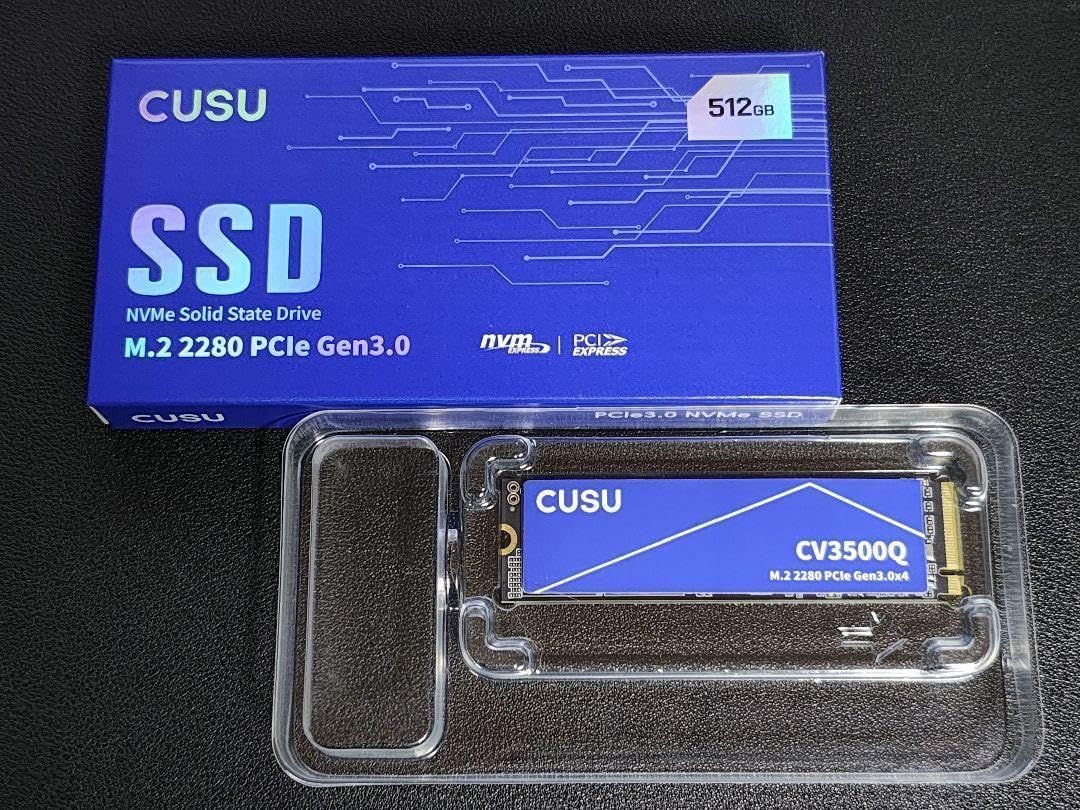 CUSU
512GB
SSD
NVMe Solid State Drive
M.2 2280 PCIe Gen3.0
nvm EXPRESS | PCI EXPRESS
CUSU
PCIe3.0 NVMe SSD
CUSU
CV3500Q
M.2 2280 PCIe Gen3.0x4